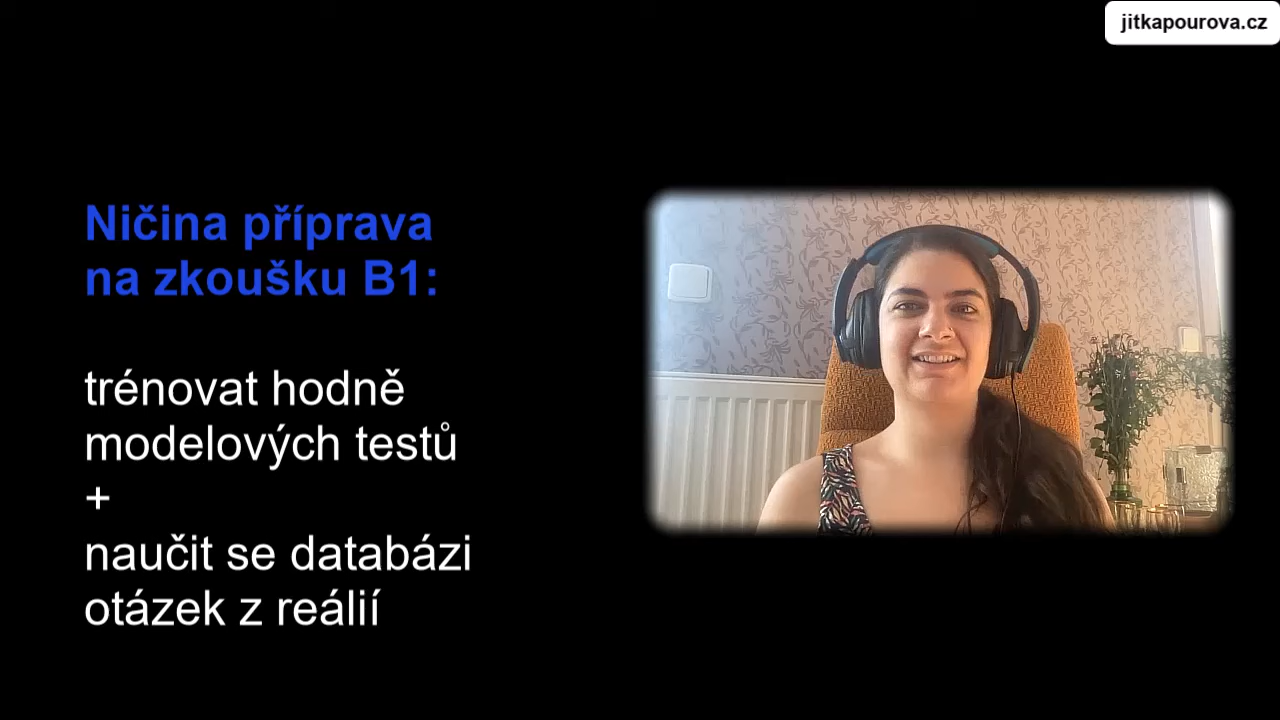 jitkapourova.cz
Ničina příprava
na zkoušku B1:
trénovat hodně
modelových testů
+
naučit se databázi
otázek z reálií